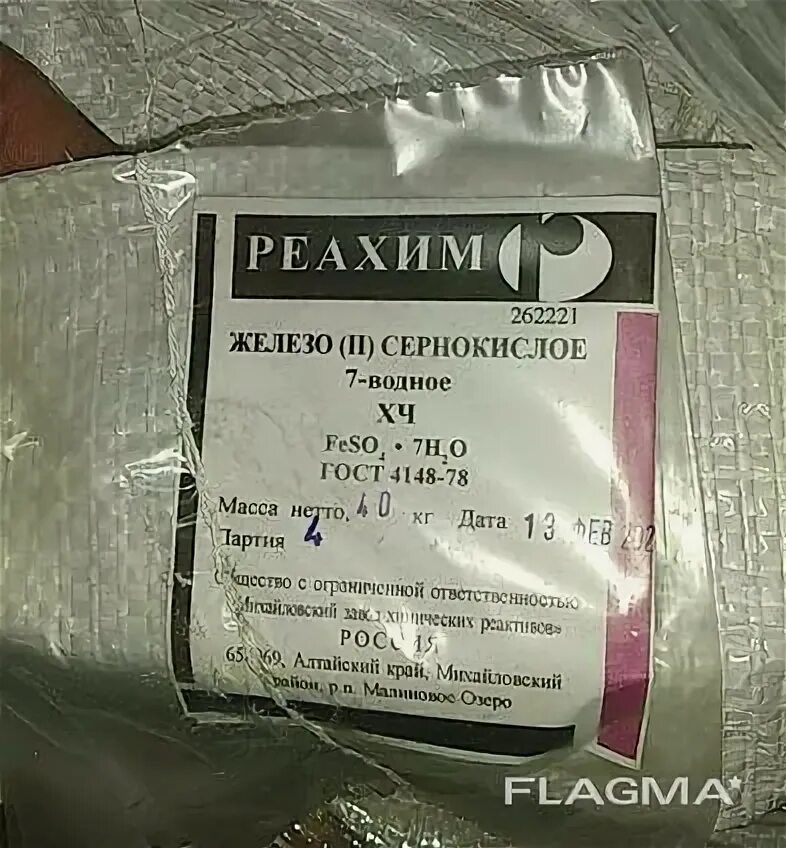 РЕАХИМ
262221
ЖЕЛЕЗО (II) СЕРНОКИСЛОЕ
7-водное
ХЧ
FeSO₄ • 7H₂O
ГОСТ 4148-78
Масса нетто, 40 кг Дата 13 ФЕВ
Партия 4
с ограниченной ответственностью
Михайловский завод химических реактивов»
РОССИЯ
Алтайский край, Михайловский
район, р.п. Малиновое Озеро
FLAGMA